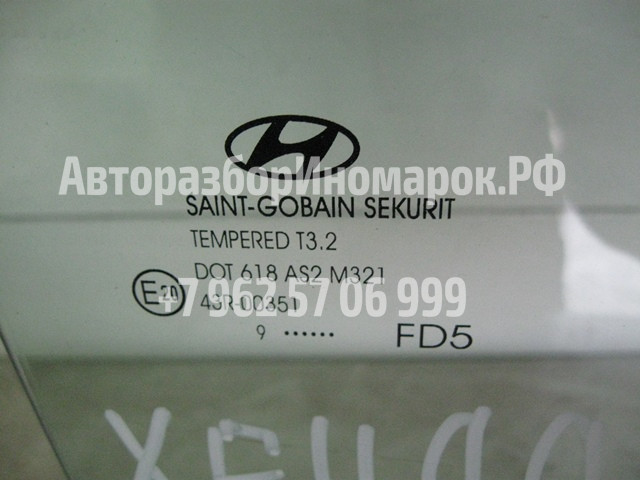 АвторазборИномарок.РФ
SAINT-GOBAIN SEKURIT
TEMPERED T3.2
DOT 618 AS2 M321
E20
43R-00351
+7 962 57 06 999
9 ...... FD5